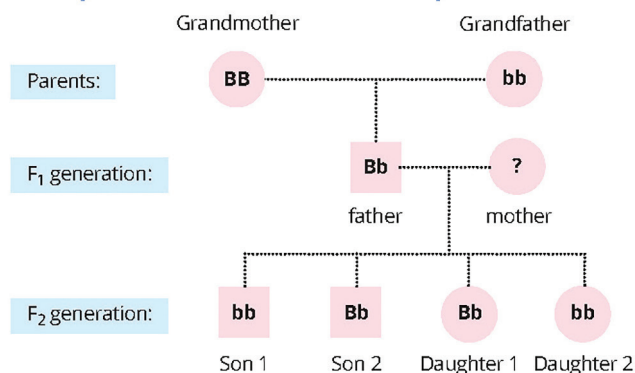 Grandmother Grandfather
Parents: BB bb
F₁ generation: Bb ?
father mother
F₂ generation: bb Bb Bb bb
Son 1 Son 2 Daughter 1 Daughter 2